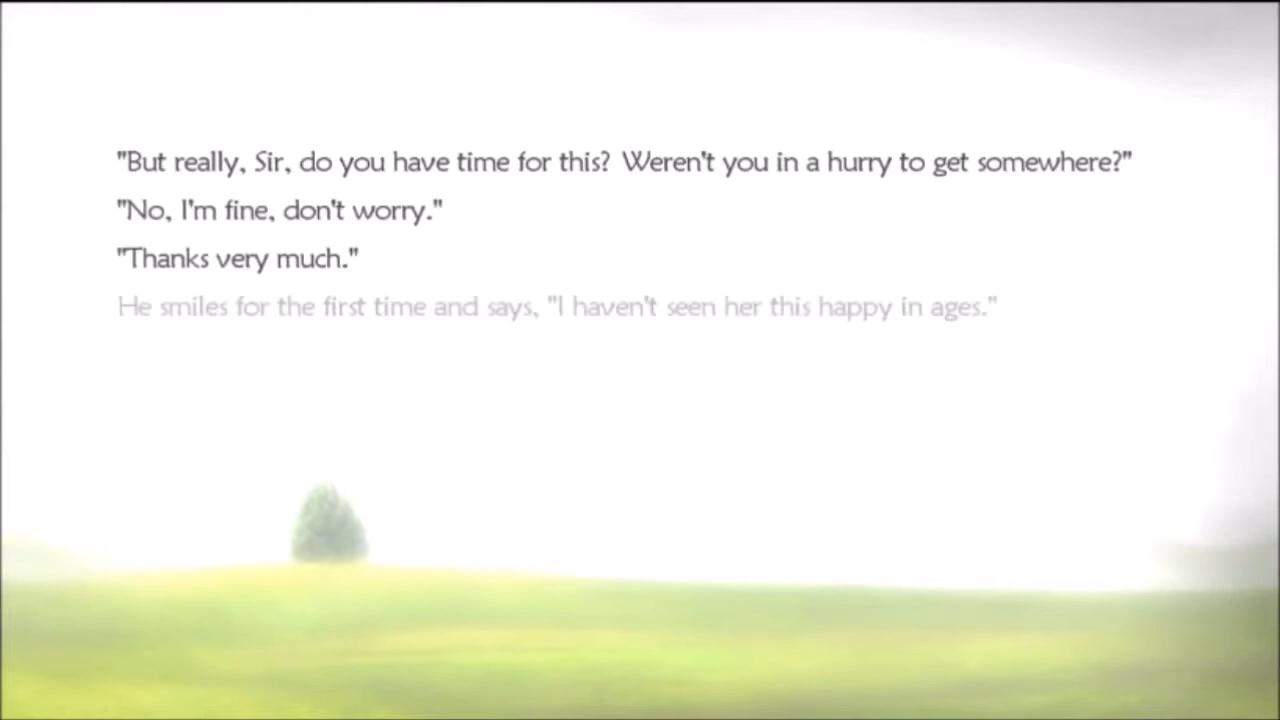 "But really, Sir, do you have time for this? Weren't you in a hurry to get somewhere?"
"No, I'm fine, don't worry."
"Thanks very much."
He smiles for the first time and says, "I haven't seen her this happy in ages."